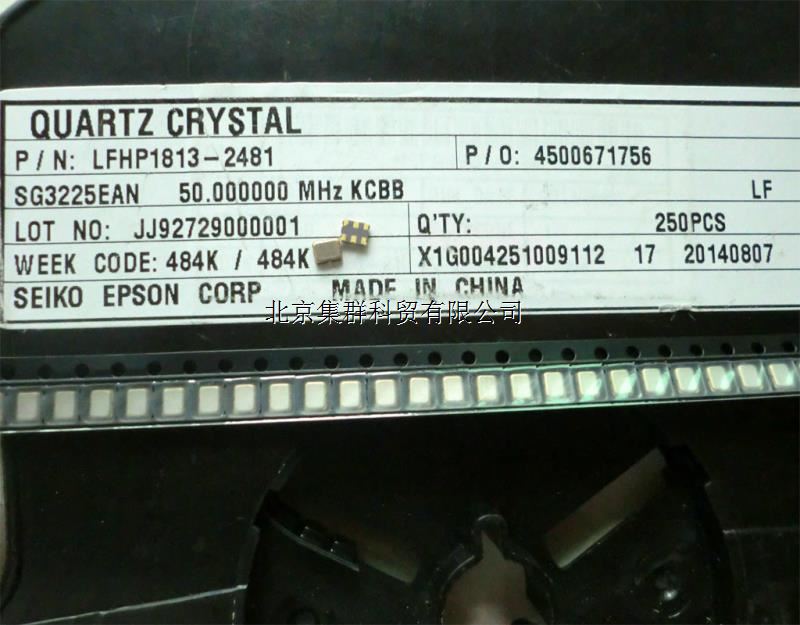 QUARTZ CRYSTAL
P/N: LFHP1813-2481 P/O: 4500671756
SG3225EAN 50.000000 MHz KCBB LF
LOT NO: JJ92729000001 Q'TY: 250PCS
WEEK CODE: 484K / 484K X1G004251009112 17 20140807
SEIKO EPSON CORP MADE IN CHINA
北京集群科贸有限公司